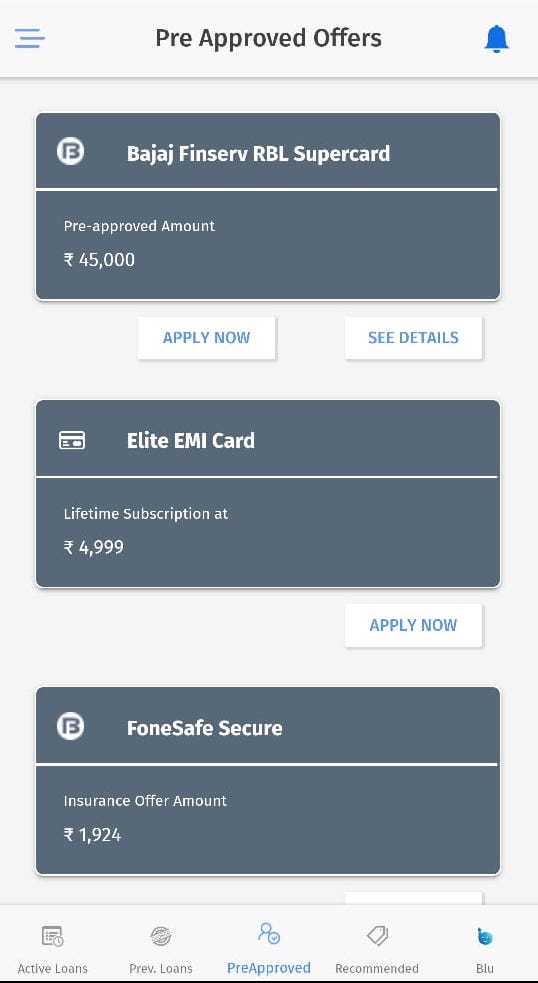 Pre Approved Offers
Bajaj Finserv RBL Supercard
Pre-approved Amount
₹ 45,000
APPLY NOW
SEE DETAILS
Elite EMI Card
Lifetime Subscription at
₹ 4,999
APPLY NOW
FoneSafe Secure
Insurance Offer Amount
₹ 1,924
Active Loans
Prev. Loans
PreApproved
Recommended
Blu